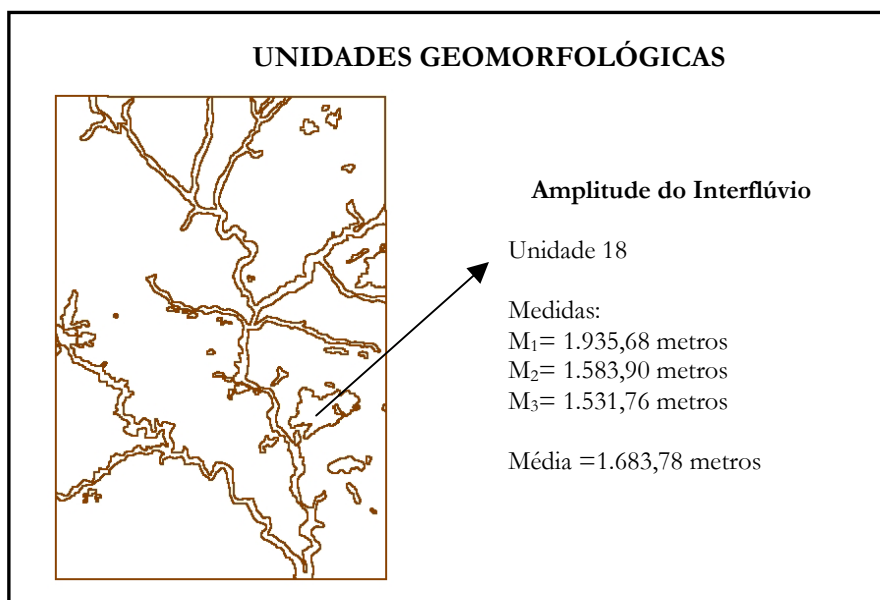 UNIDADES GEOMORFOLÓGICAS
Amplitude do Interflúvio
Unidade 18
Medidas:
M₁= 1.935,68 metros
M₂= 1.583,90 metros
M₃= 1.531,76 metros
Média =1.683,78 metros